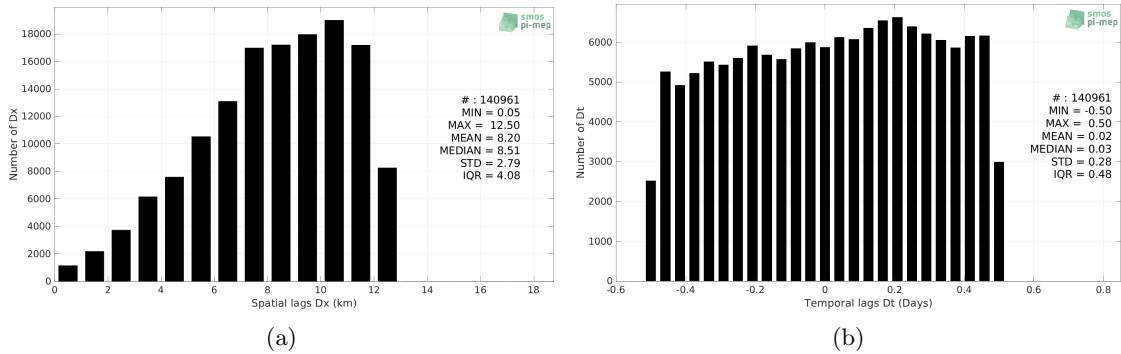 smos
pi-mep
18000
16000
14000
12000
10000
8000
6000
4000
2000
0
Number of Dx
# : 140961
MIN = 0.05
MAX = 12.50
MEAN = 8.20
MEDIAN = 8.51
STD = 2.79
IQR = 4.08
0 2 4 6 8 10 12 14 16 18
Spatial lags Dx (km)
(a)
smos
pi-mep
6000
5000
4000
3000
2000
1000
0
Number of Dt
# : 140961
MIN = -0.50
MAX = 0.50
MEAN = 0.02
MEDIAN = 0.03
STD = 0.28
IQR = 0.48
-0.6 -0.4 -0.2 0 0.2 0.4 0.6 0.8
Temporal lags Dt (Days)
(b)